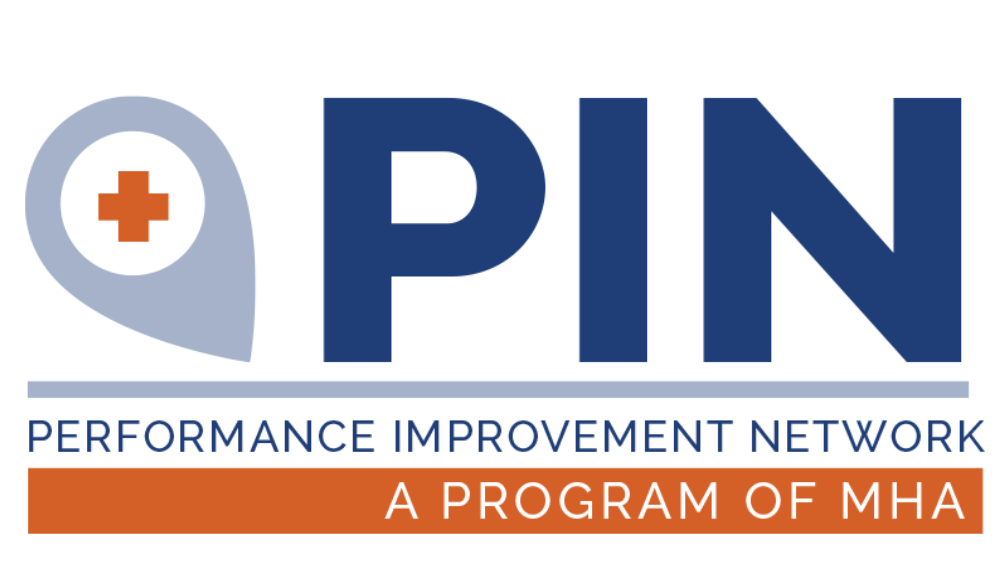 PIN
PERFORMANCE IMPROVEMENT NETWORK
A PROGRAM OF MHA